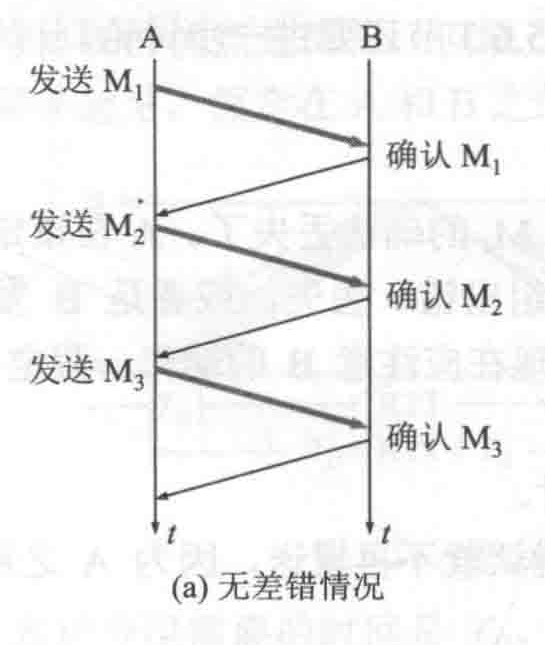 A B
发送 M₁
确认 M₁
发送 M₂
确认 M₂
发送 M₃
确认 M₃
t t
(a) 无差错情况